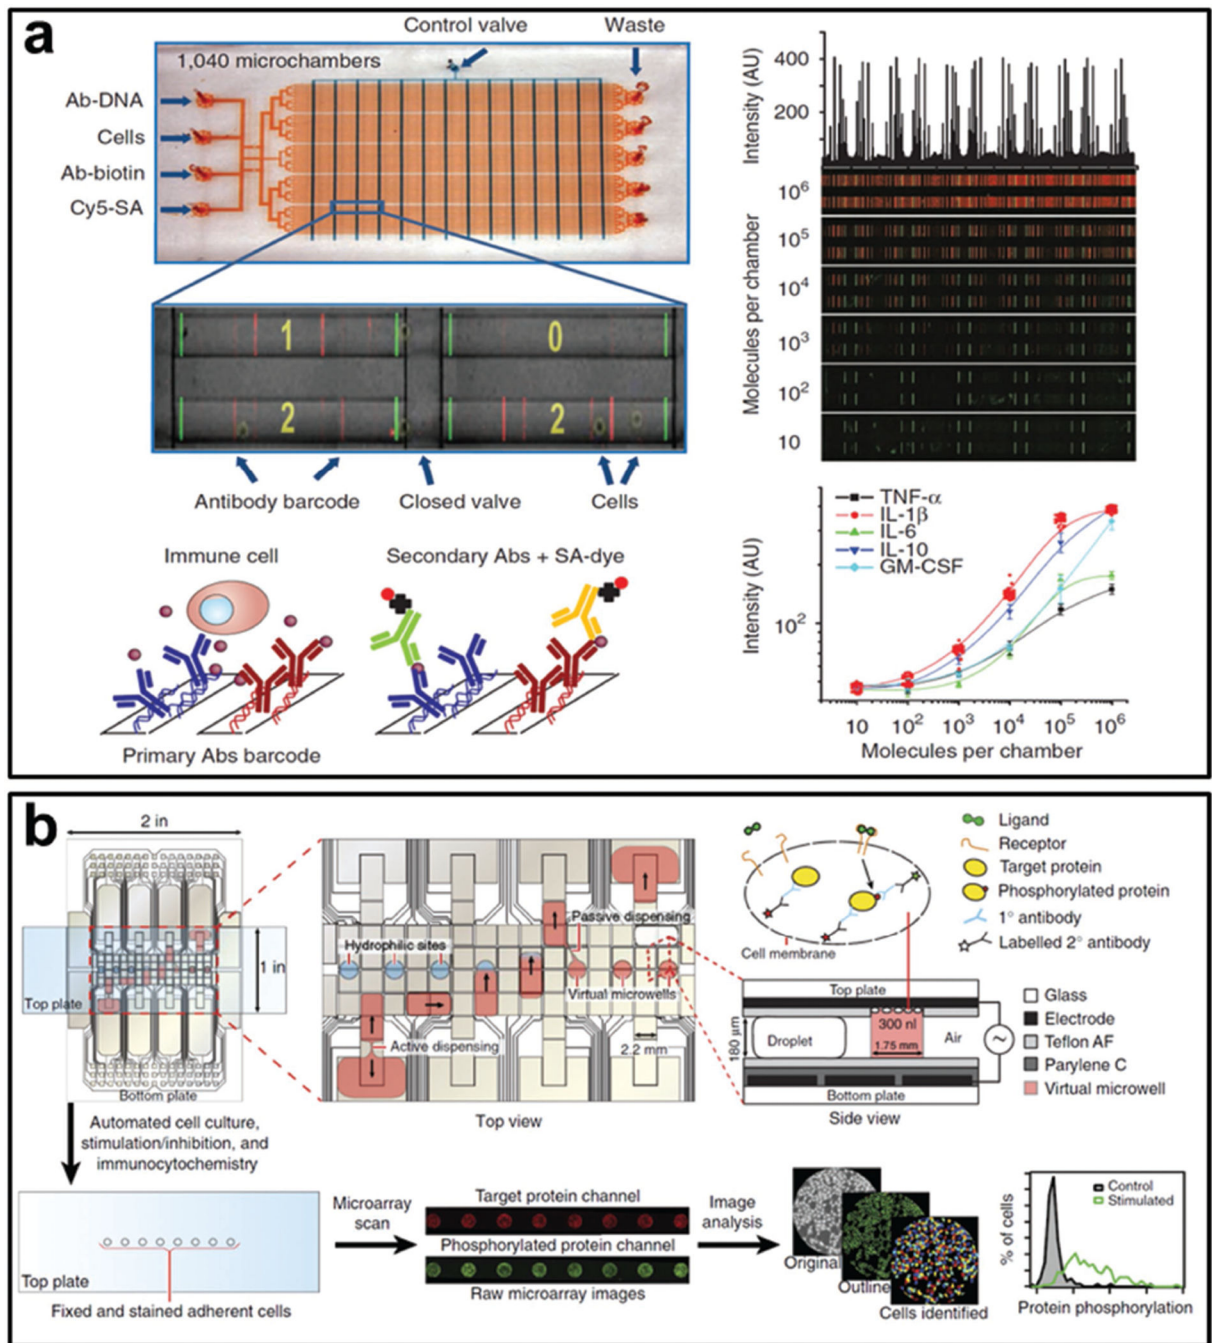 a
Control valve
Waste
1,040 microchambers
Ab-DNA
Cells
Ab-biotin
Cy5-SA
1
0
2
2
Antibody barcode
Closed valve
Cells
Immune cell
Secondary Abs + SA-dye
Primary Abs barcode
Intensity (AU)
400
200
Molecules per chamber
10⁶
10⁵
10⁴
10³
10²
10
TNF-α
IL-1β
IL-6
IL-10
GM-CSF
Intensity (AU)
10²
10 10² 10³ 10⁴ 10⁵ 10⁶
Molecules per chamber
b
2 in
1 in
Top plate
Bottom plate
Passive dispensing
Hydrophilic sites
Virtual microwells
Active dispensing
2.2 mm
Top view
Cell membrane
Ligand
Receptor
Target protein
Phosphorylated protein
1° antibody
Labelled 2° antibody
Top plate
180 μm
Droplet
300 nl
1.75 mm
Air
~
Bottom plate
Side view
Glass
Electrode
Teflon AF
Parylene C
Virtual microwell
Automated cell culture,
stimulation/inhibition, and
immunocytochemistry
Top plate
Fixed and stained adherent cells
Microarray
scan
Target protein channel
Phosphorylated protein channel
Raw microarray images
Image
analysis
Original
Outline
Cells identified
Control
Stimulated
% of cells
Protein phosphorylation